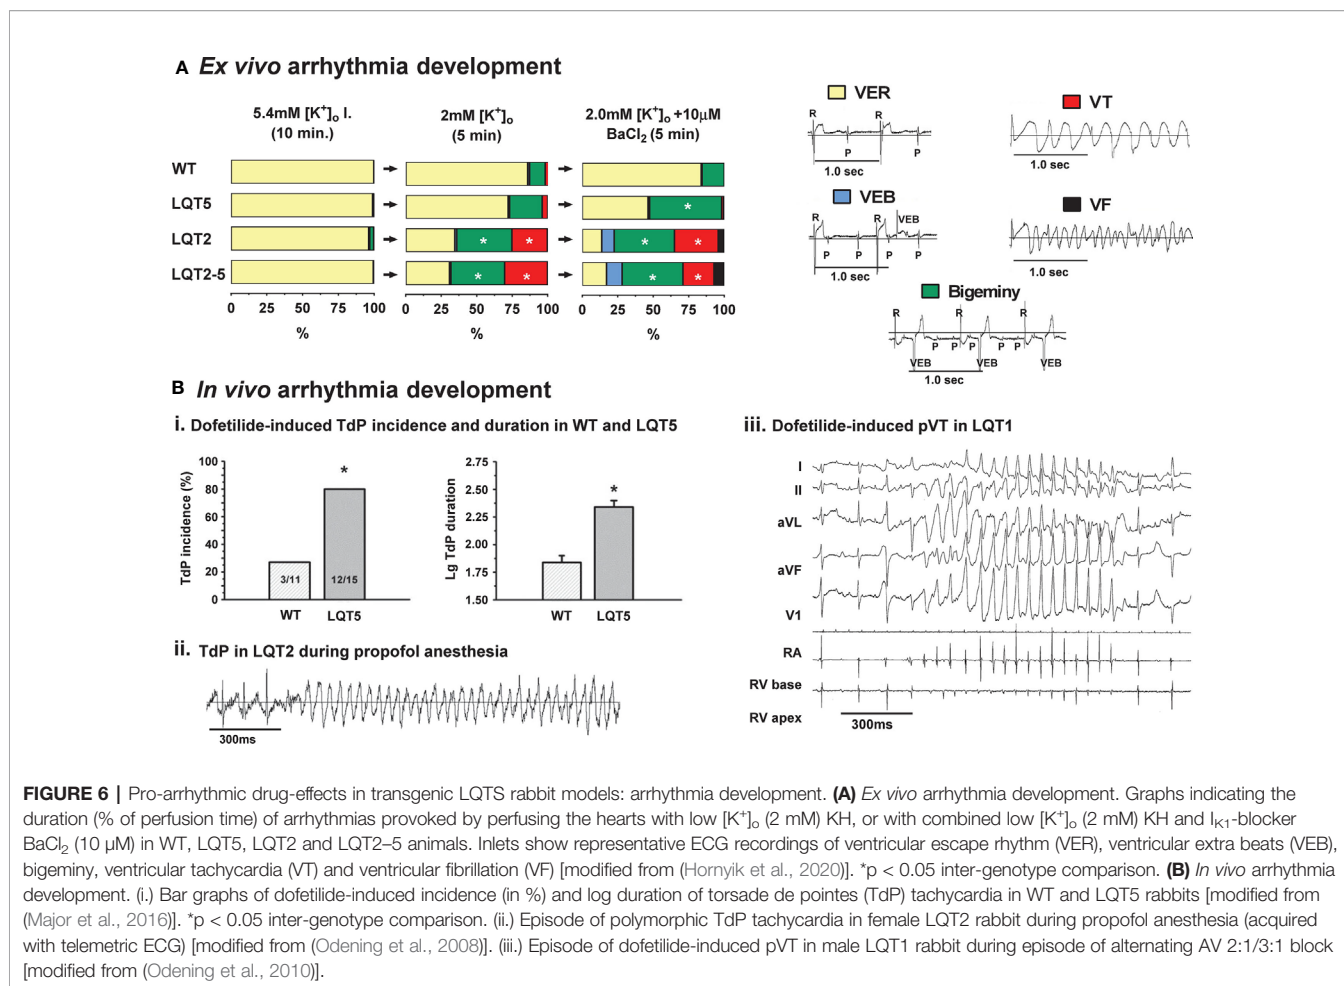 A Ex vivo arrhythmia development
5.4mM [K⁺]ₒ I.
(10 min.)
2mM [K⁺]ₒ
(5 min)
2.0mM [K⁺]ₒ +10µM
BaCl₂ (5 min)
WT
LQT5
*
LQT2
* * * *
LQT2-5
* * * *
0 25 50 75 100 0 25 50 75 100 0 25 50 75 100
% % %
VER
R R
P P
1.0 sec
VT
1.0 sec
VEB
R R VEB
P P P P
1.0 sec
VF
1.0 sec
Bigeminy
R R R
P P P P P
VEB VEB VEB
1.0 sec
B In vivo arrhythmia development
i. Dofetilide-induced TdP incidence and duration in WT and LQT5
TdP incidence (%)
100
80
60
40
20
0
*
3/11 12/15
WT LQT5
Lg TdP duration
2.75
2.50
2.25
2.00
1.75
1.50
*
WT LQT5
ii. TdP in LQT2 during propofol anesthesia
300ms
iii. Dofetilide-induced pVT in LQT1
I
II
aVL
aVF
V1
RA
RV base
RV apex
300ms
FIGURE 6 | Pro-arrhythmic drug-effects in transgenic LQTS rabbit models: arrhythmia development. (A) Ex vivo arrhythmia development. Graphs indicating the
duration (% of perfusion time) of arrhythmias provoked by perfusing the hearts with low [K⁺]ₒ (2 mM) KH, or with combined low [K⁺]ₒ (2 mM) KH and I_K1-blocker
BaCl₂ (10 µM) in WT, LQT5, LQT2 and LQT2–5 animals. Inlets show representative ECG recordings of ventricular escape rhythm (VER), ventricular extra beats (VEB),
bigeminy, ventricular tachycardia (VT) and ventricular fibrillation (VF) [modified from (Hornyik et al., 2020)]. *p < 0.05 inter-genotype comparison. (B) In vivo arrhythmia
development. (i.) Bar graphs of dofetilide-induced incidence (in %) and log duration of torsade de pointes (TdP) tachycardia in WT and LQT5 rabbits [modified from
(Major et al., 2016)]. *p < 0.05 inter-genotype comparison. (ii.) Episode of polymorphic TdP tachycardia in female LQT2 rabbit during propofol anesthesia (acquired
with telemetric ECG) [modified from (Odening et al., 2008)]. (iii.) Episode of dofetilide-induced pVT in male LQT1 rabbit during episode of alternating AV 2:1/3:1 block
[modified from (Odening et al., 2010)].